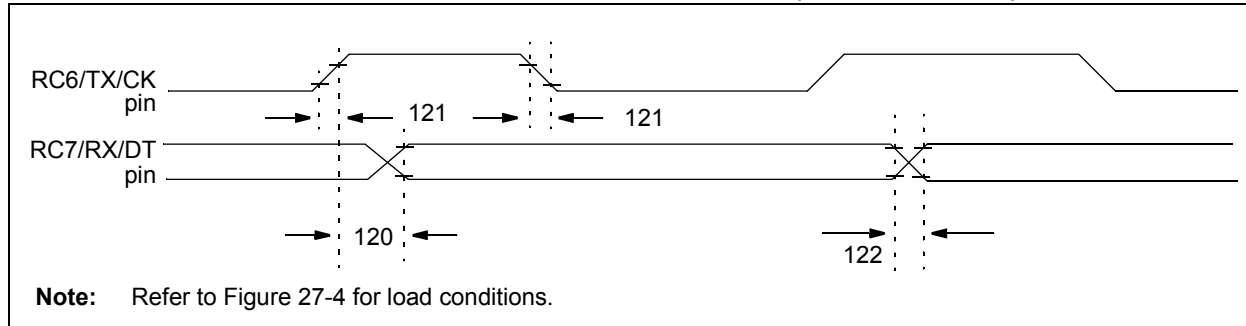 RC6/TX/CK
pin
121
121
RC7/RX/DT
pin
120
122
Note: Refer to Figure 27-4 for load conditions.